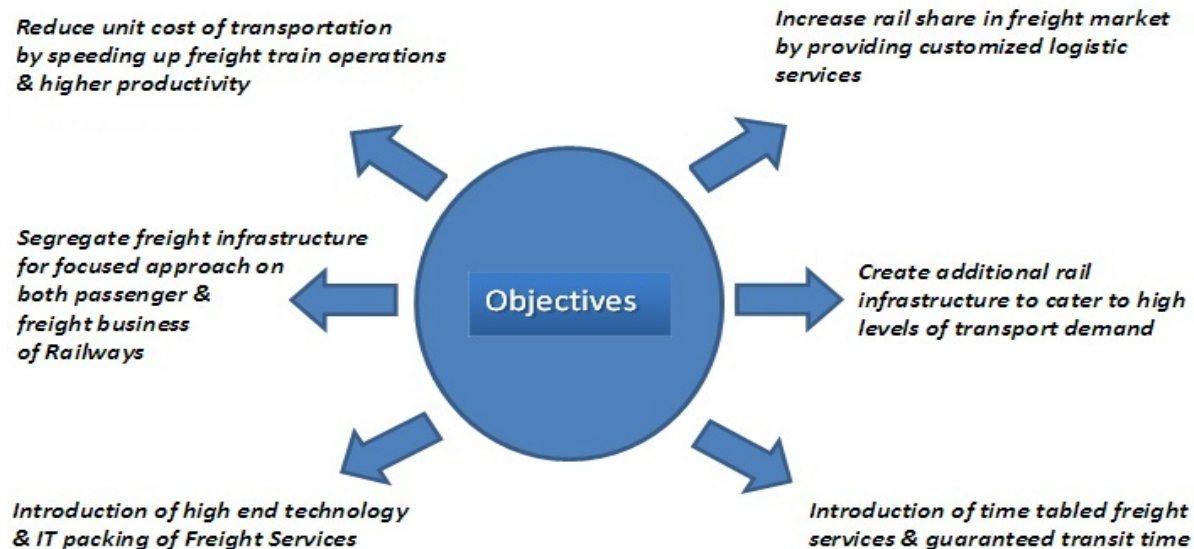 Reduce unit cost of transportation
by speeding up freight train operations
& higher productivity
Increase rail share in freight market
by providing customized logistic
services
Segregate freight infrastructure
for focused approach on
both passenger &
freight business
of Railways
Objectives
Create additional rail
infrastructure to cater to high
levels of transport demand
Introduction of high end technology
& IT packing of Freight Services
Introduction of time tabled freight
services & guaranteed transit time